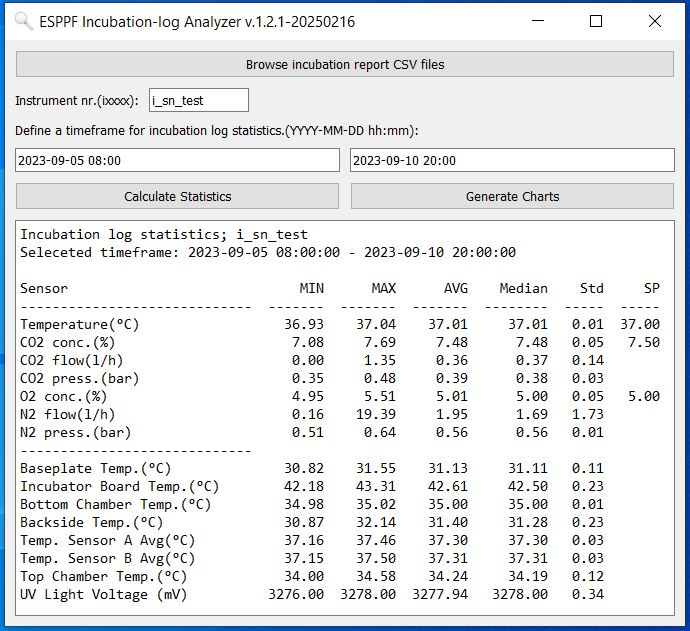 ESPPF Incubation-log Analyzer v.1.2.1-20250216
Browse incubation report CSV files
Instrument nr.(ixxxx): i_sn_test
Define a timeframe for incubation log statistics.(YYYY-MM-DD hh:mm):
2023-09-05 08:00 2023-09-10 20:00
Calculate Statistics Generate Charts
Incubation log statistics; i_sn_test
Seleceted timeframe: 2023-09-05 08:00:00 - 2023-09-10 20:00:00
Sensor MIN MAX AVG Median Std SP
---------------------------- ------- ------- ------- -------- ----- -----
Temperature(°C) 36.93 37.04 37.01 37.01 0.01 37.00
CO2 conc.(%) 7.08 7.69 7.48 7.48 0.05 7.50
CO2 flow(l/h) 0.00 1.35 0.36 0.37 0.14
CO2 press.(bar) 0.35 0.48 0.39 0.38 0.03
O2 conc.(%) 4.95 5.51 5.01 5.00 0.05 5.00
N2 flow(l/h) 0.16 19.39 1.95 1.69 1.73
N2 press.(bar) 0.51 0.64 0.56 0.56 0.01
----------------------------
Baseplate Temp.(°C) 30.82 31.55 31.13 31.11 0.11
Incubator Board Temp.(°C) 42.18 43.31 42.61 42.50 0.23
Bottom Chamber Temp.(°C) 34.98 35.02 35.00 35.00 0.01
Backside Temp.(°C) 30.87 32.14 31.40 31.28 0.23
Temp. Sensor A Avg(°C) 37.16 37.46 37.30 37.30 0.03
Temp. Sensor B Avg(°C) 37.15 37.50 37.31 37.31 0.03
Top Chamber Temp.(°C) 34.00 34.58 34.24 34.19 0.12
UV Light Voltage (mV) 3276.00 3278.00 3277.94 3278.00 0.34